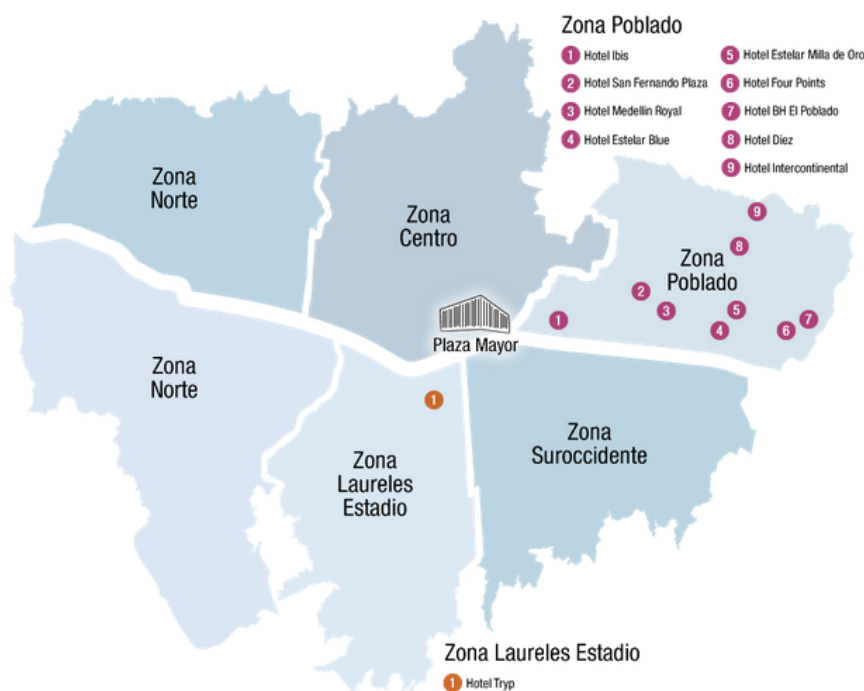 Zona Poblado
1 Hotel Ibis
2 Hotel San Fernando Plaza
3 Hotel Medellín Royal
4 Hotel Estelar Blue
5 Hotel Estelar Milla de Oro
6 Hotel Four Points
7 Hotel BH El Poblado
8 Hotel Diez
9 Hotel Intercontinental
Zona
Norte
Zona
Centro
Zona
Poblado
9
8
2
3
5
1
4
6
7
Plaza Mayor
Zona
Norte
1
Zona
Laureles
Estadio
Zona
Suroccidente
Zona Laureles Estadio
1 Hotel Tryp